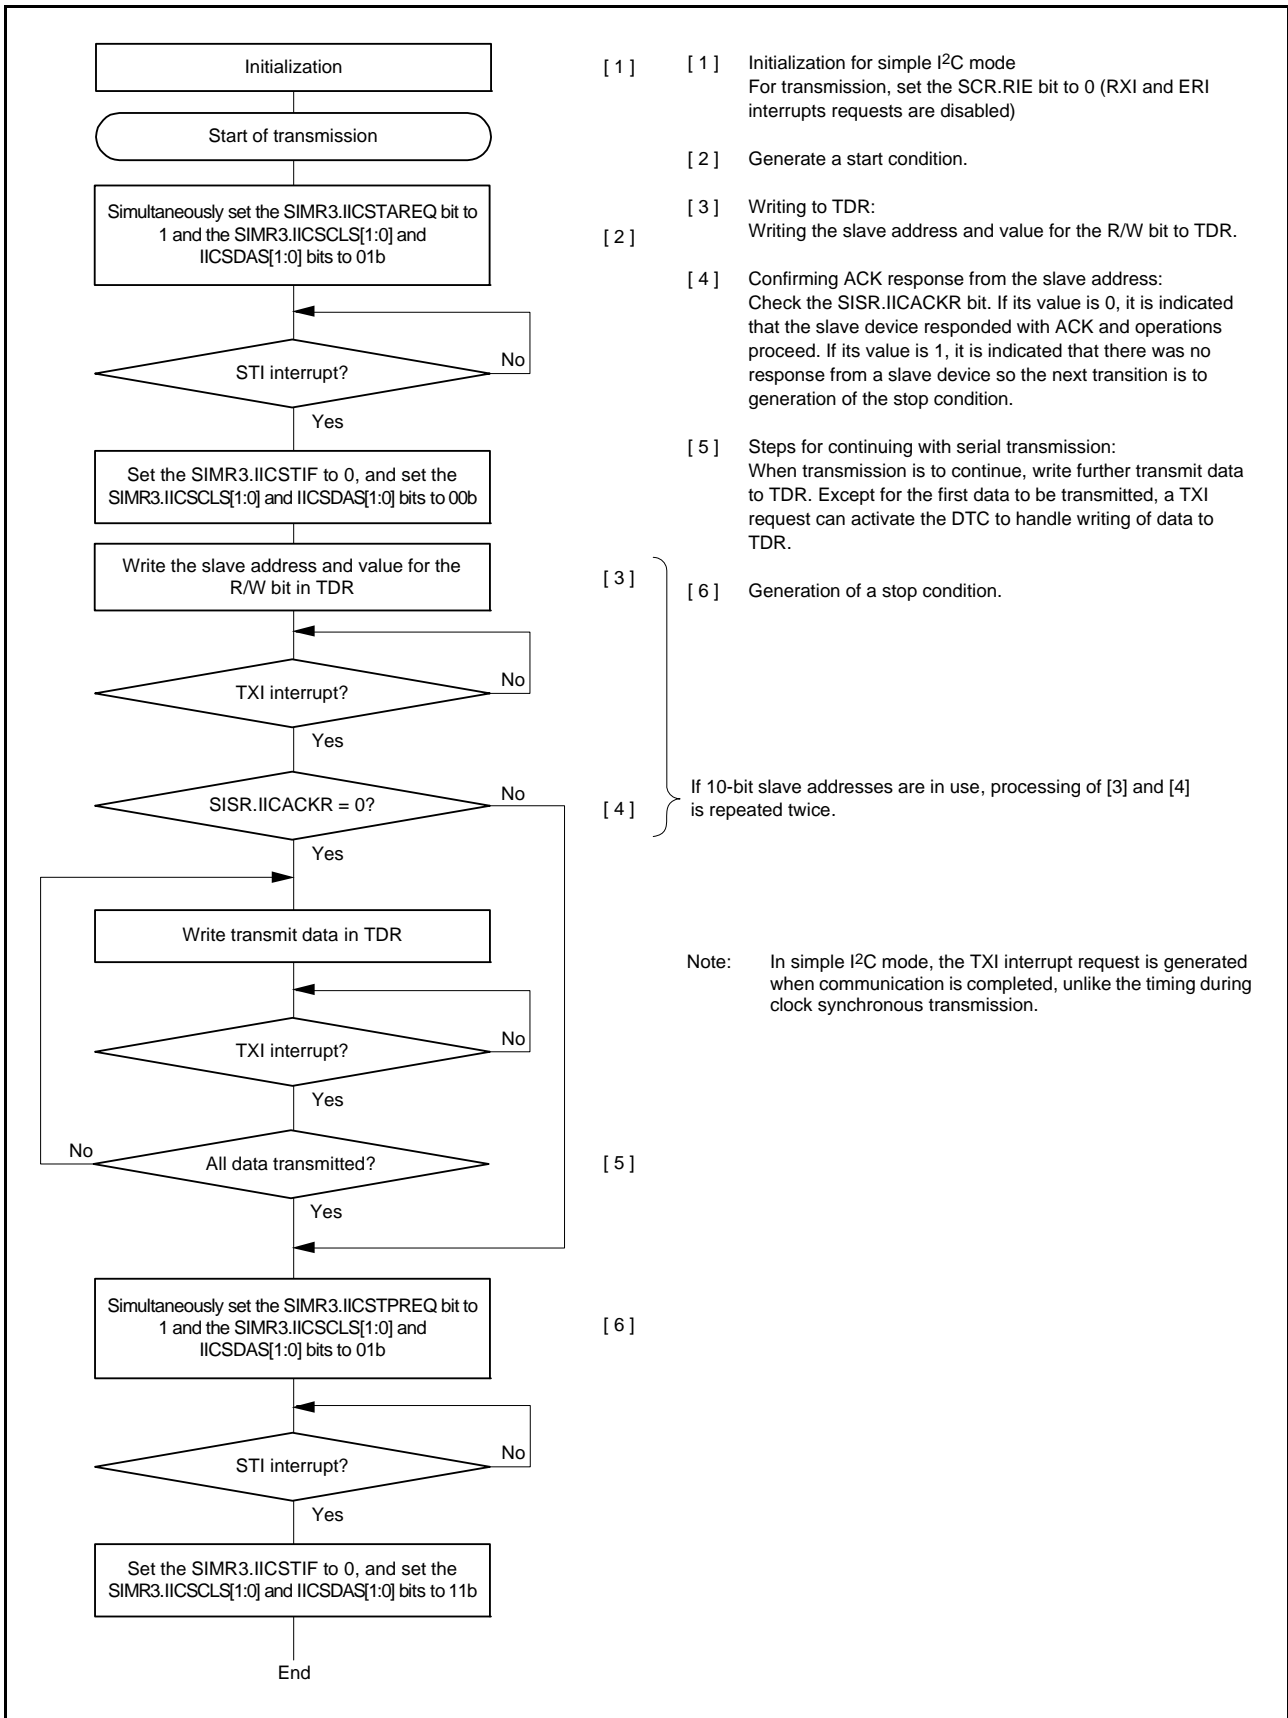 Initialization
[ 1 ]
Start of transmission
Simultaneously set the SIMR3.IICSTAREQ bit to
1 and the SIMR3.IICSCLS[1:0] and
IICSDAS[1:0] bits to 01b
[ 2 ]
STI interrupt?
No
Yes
Set the SIMR3.IICSTIF to 0, and set the
SIMR3.IICSCLS[1:0] and IICSDAS[1:0] bits to 00b
Write the slave address and value for the
R/W bit in TDR
[ 3 ]
TXI interrupt?
No
Yes
SISR.IICACKR = 0?
No
[ 4 ]
Yes
Write transmit data in TDR
TXI interrupt?
No
Yes
No
All data transmitted?
[ 5 ]
Yes
Simultaneously set the SIMR3.IICSTPREQ bit to
1 and the SIMR3.IICSCLS[1:0] and
IICSDAS[1:0] bits to 01b
[ 6 ]
STI interrupt?
No
Yes
Set the SIMR3.IICSTIF to 0, and set the
SIMR3.IICSCLS[1:0] and IICSDAS[1:0] bits to 11b
End
[ 1 ] Initialization for simple I2C mode
For transmission, set the SCR.RIE bit to 0 (RXI and ERI
interrupts requests are disabled)
[ 2 ] Generate a start condition.
[ 3 ] Writing to TDR:
Writing the slave address and value for the R/W bit to TDR.
[ 4 ] Confirming ACK response from the slave address:
Check the SISR.IICACKR bit. If its value is 0, it is indicated
that the slave device responded with ACK and operations
proceed. If its value is 1, it is indicated that there was no
response from a slave device so the next transition is to
generation of the stop condition.
[ 5 ] Steps for continuing with serial transmission:
When transmission is to continue, write further transmit data
to TDR. Except for the first data to be transmitted, a TXI
request can activate the DTC to handle writing of data to
TDR.
[ 6 ] Generation of a stop condition.
If 10-bit slave addresses are in use, processing of [3] and [4]
is repeated twice.
Note: In simple I2C mode, the TXI interrupt request is generated
when communication is completed, unlike the timing during
clock synchronous transmission.